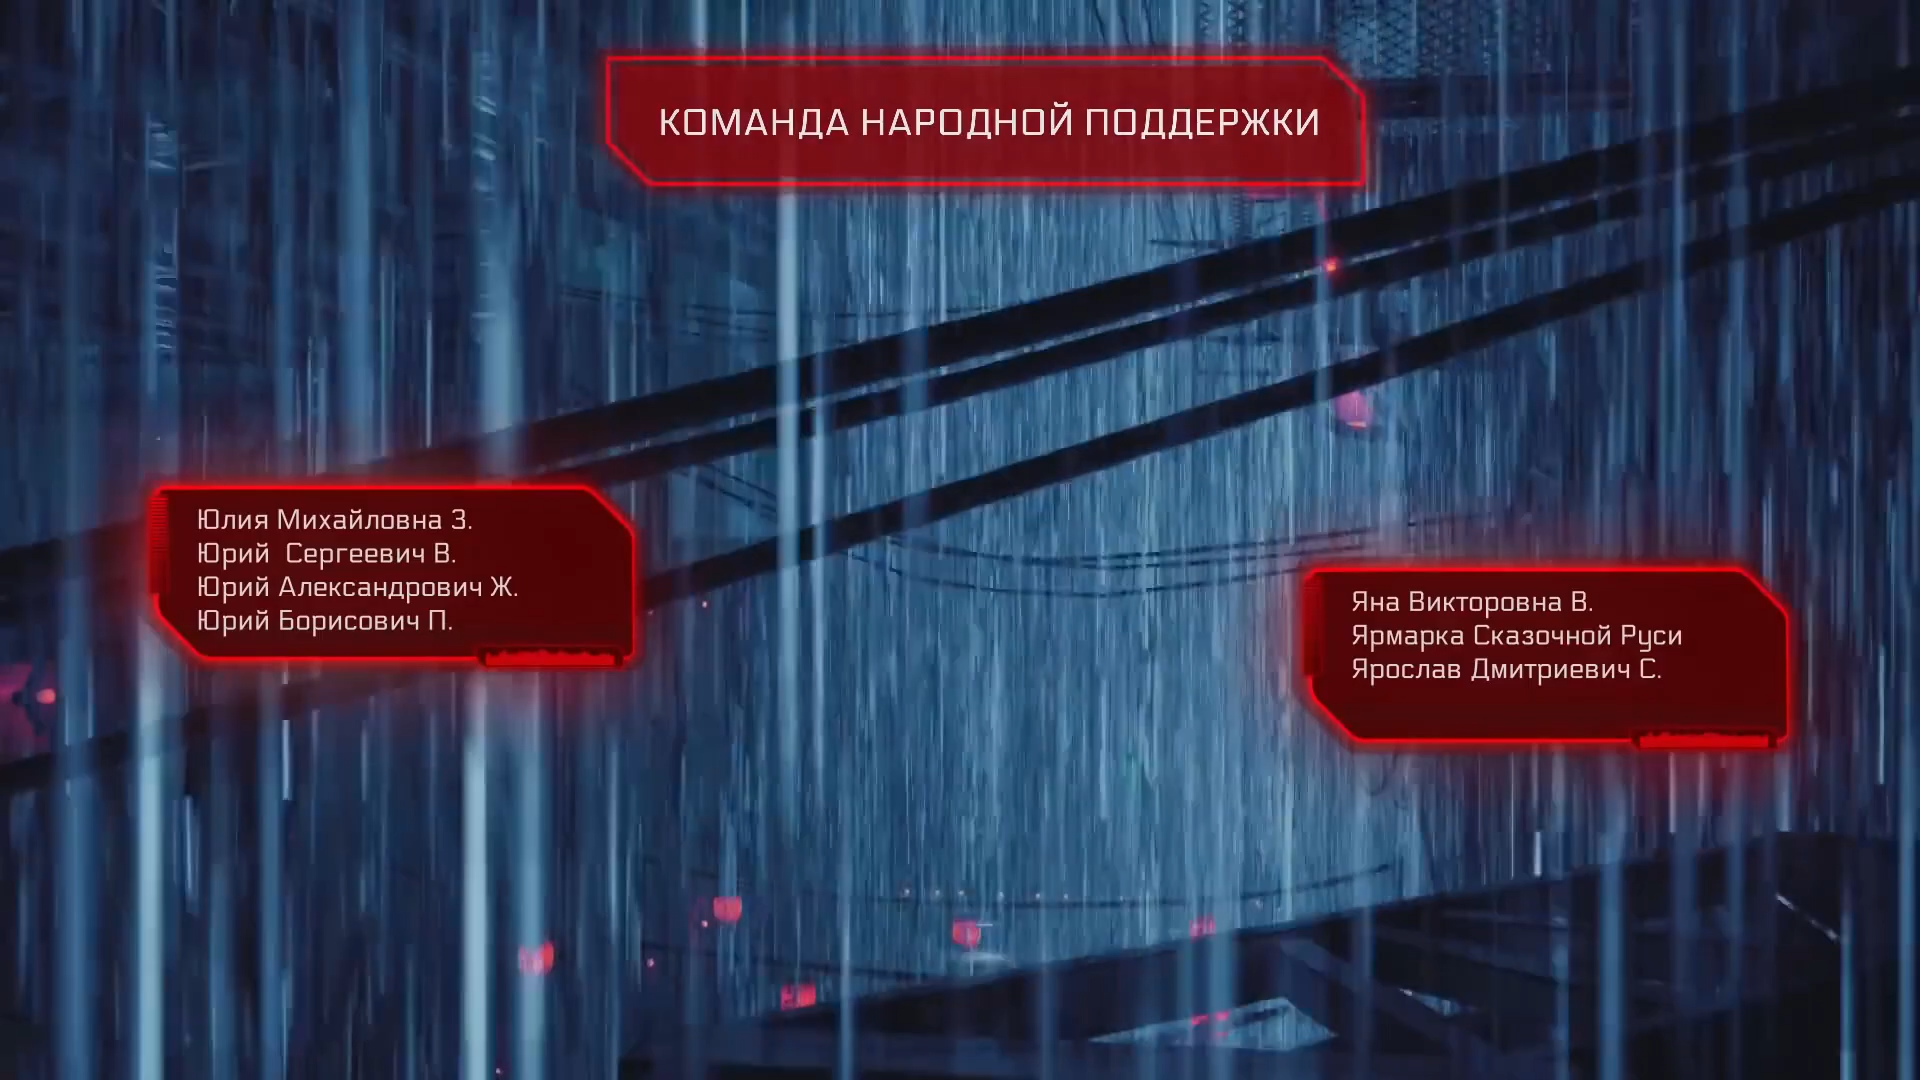 КОМАНДА НАРОДНОЙ ПОДДЕРЖКИ
Юлия Михайловна З.
Юрий  Сергеевич В.
Юрий Александрович Ж.
Юрий Борисович П.
Яна Викторовна В.
Ярмарка Сказочной Руси
Ярослав Дмитриевич С.